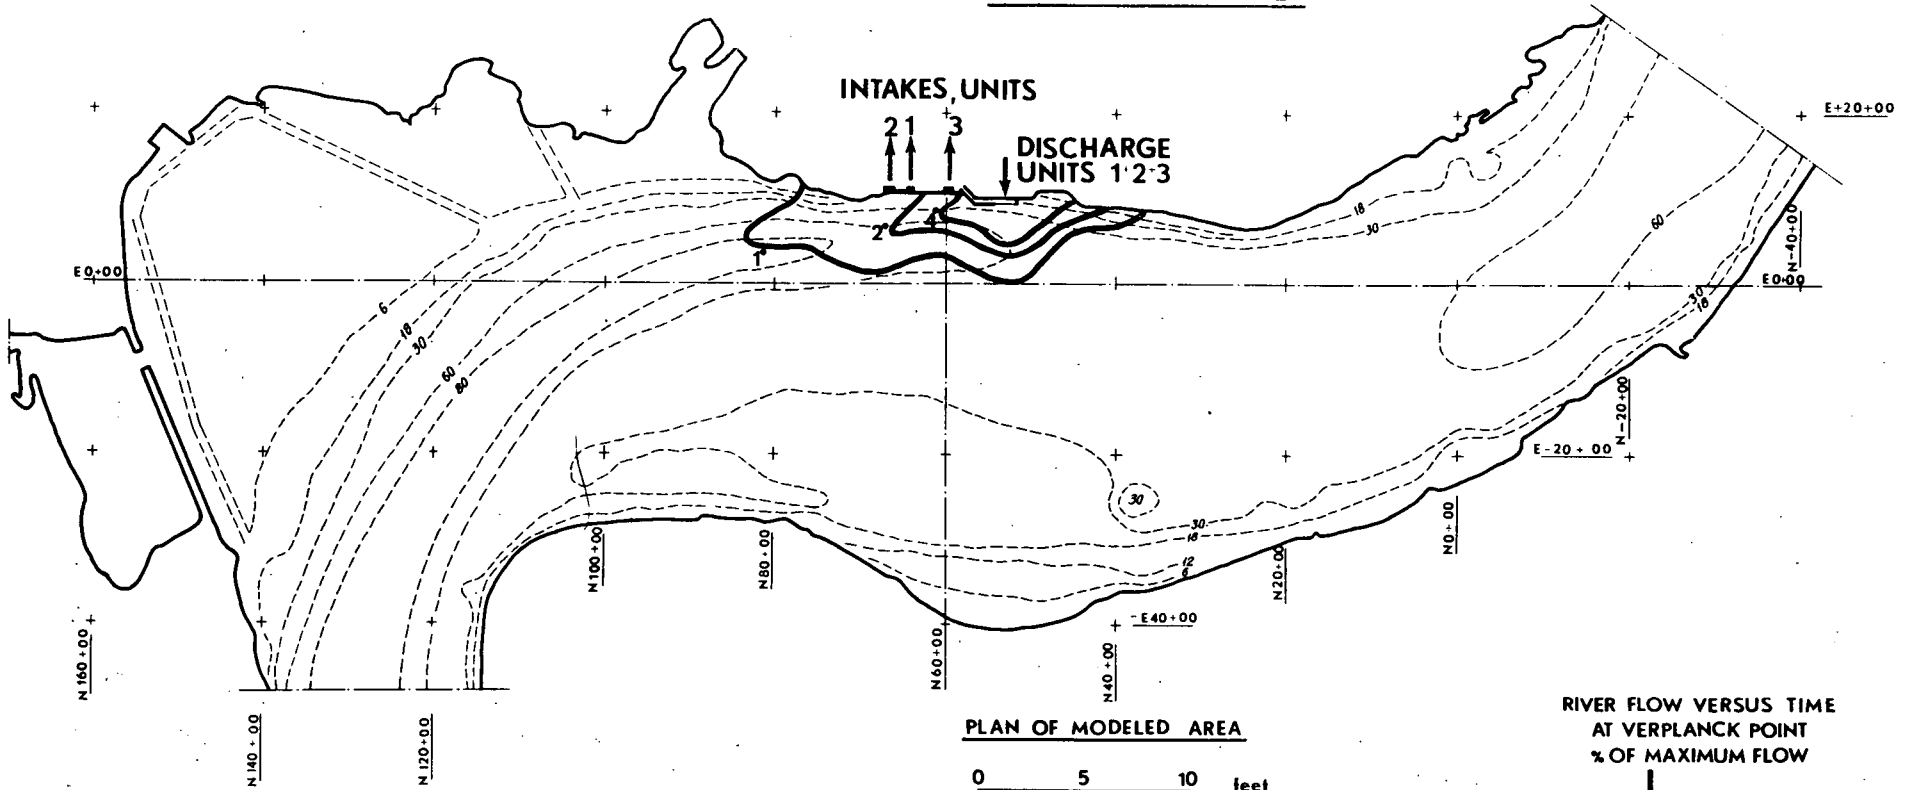 INTAKES, UNITS
2 1 3
DISCHARGE
UNITS 1·2·3
E+20+00
18
30
60
N-40+00
4°
2°
1°
E0+00
E0+00
6
18
30
60
80
30
18
N-20+00
E-20+00
30
30
18
12
6
N100+00
N80+00
N20+00
N0+00
-E40+00
N160+00
N60+00
N40+00
N140+00
N120+00
PLAN OF MODELED AREA
0 5 10 feet
RIVER FLOW VERSUS TIME
AT VERPLANCK POINT
% OF MAXIMUM FLOW